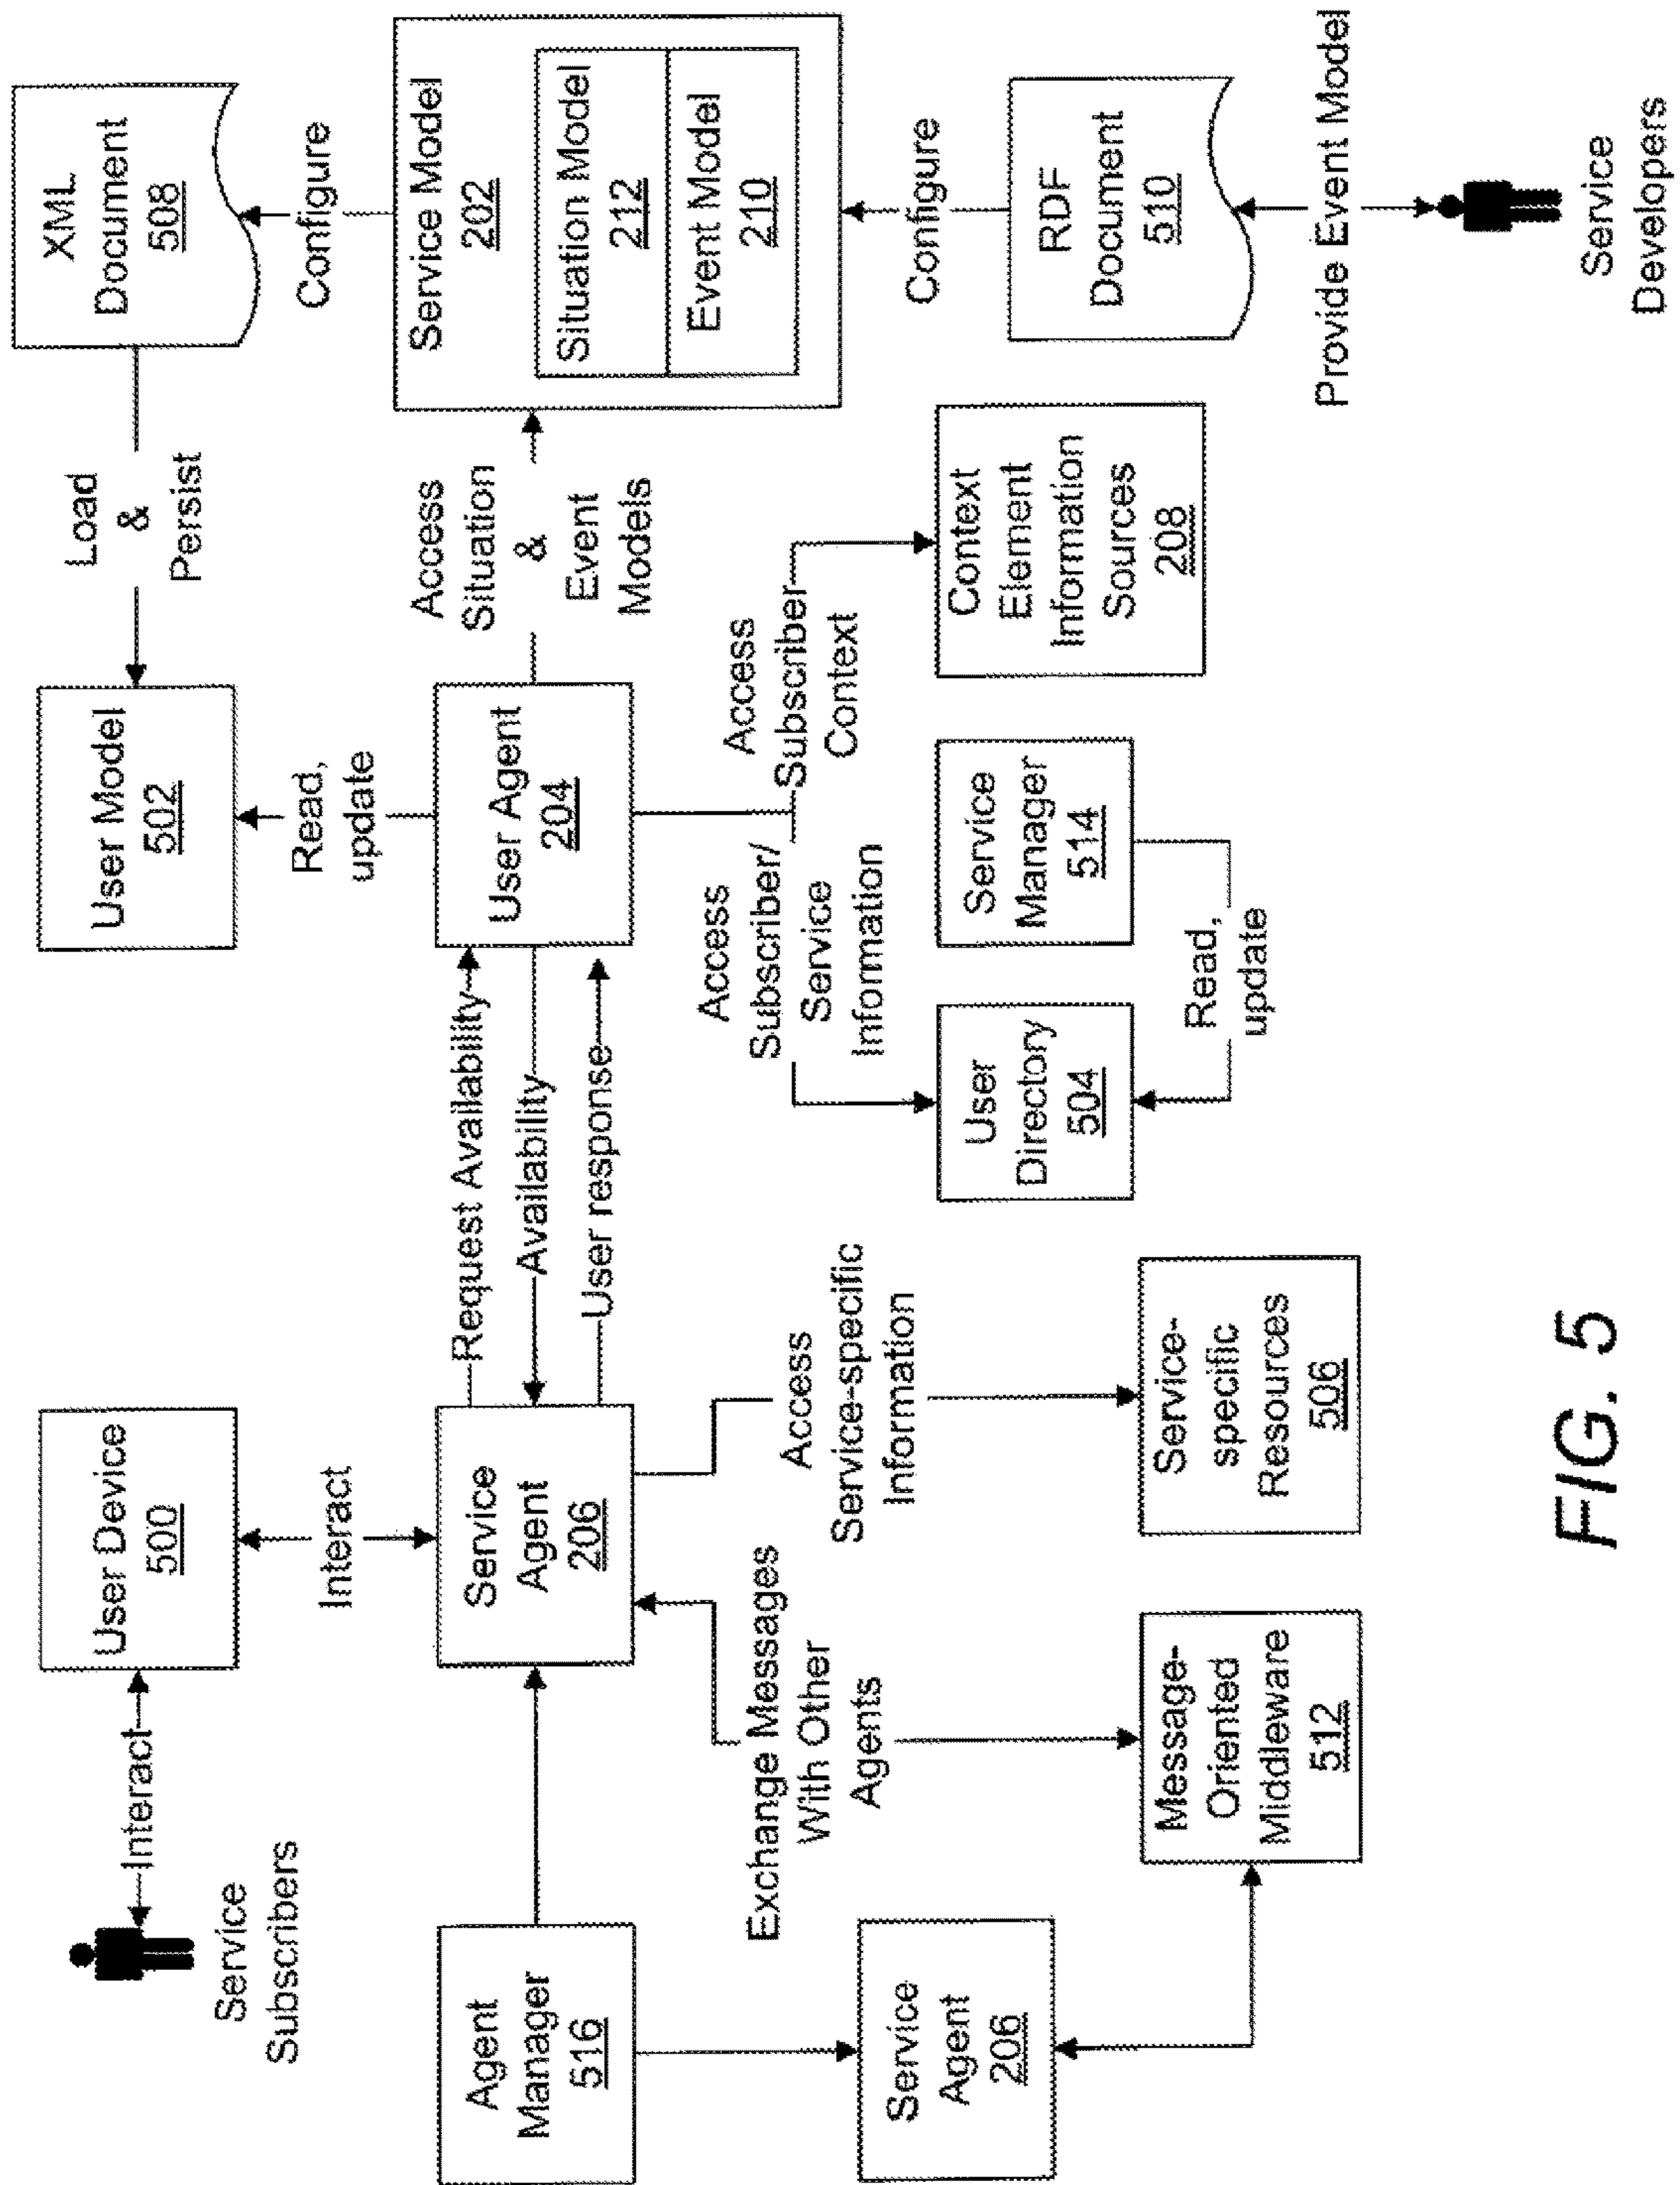 Service
Subscribers
Interact
User Device
500
Interact
User Model
502
Load
&
Persist
XML
Document
508
Read,
update
Configure
Agent
Manager
516
Service
Agent
206
Request Availability
Availability
User response
User Agent
204
Access
Situation
&
Event
Models
Service Model
202
Situation Model
212
Event Model
210
Exchange Messages
With Other
Agents
Access
Service-specific
Information
Access
Subscriber/
Service
Information
Access
Subscriber
Context
Configure
Service
Agent
206
Message-
Oriented
Middleware
512
Service-
specific
Resources
506
User
Directory
504
Service
Manager
514
Read,
update
Context
Element
Information
Sources
208
RDF
Document
510
Provide Event Model
Service
Developers
FIG. 5